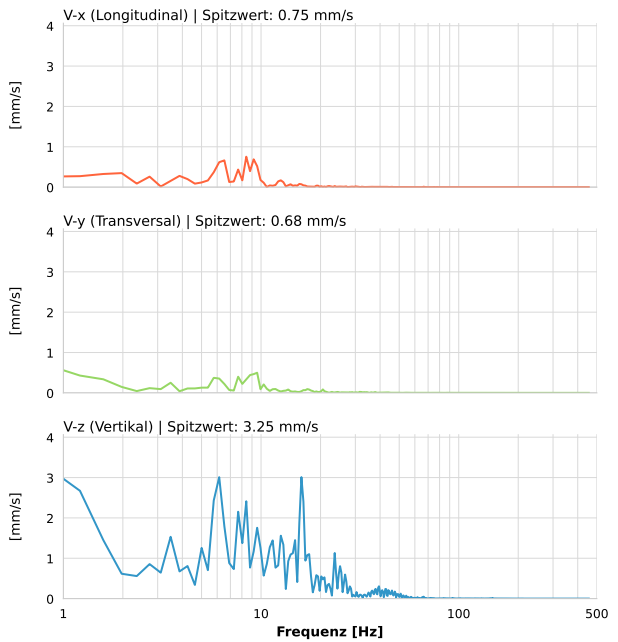 V-x (Longitudinal) | Spitzwert: 0.75 mm/s
4
3
2
1
0
[mm/s]
V-y (Transversal) | Spitzwert: 0.68 mm/s
4
3
2
1
0
[mm/s]
V-z (Vertikal) | Spitzwert: 3.25 mm/s
4
3
2
1
0
[mm/s]
1 10 100 500
Frequenz [Hz]